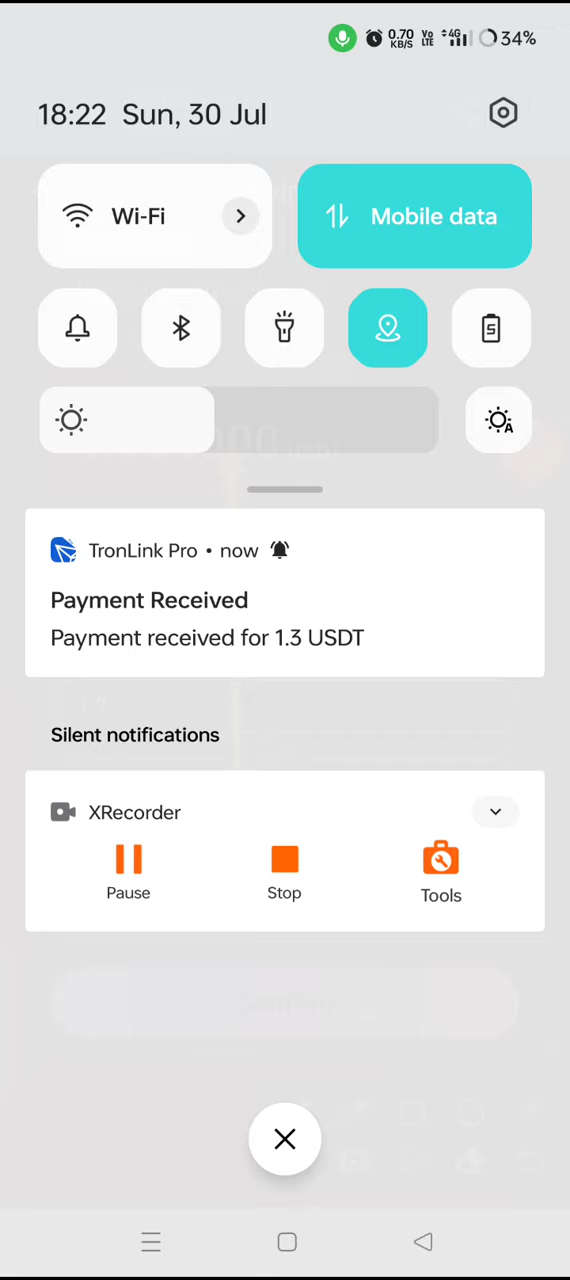 0.70 KB/S Vo LTE 4G 34%
18:22 Sun, 30 Jul
Wi-Fi
Mobile data
TronLink Pro • now
Payment Received
Payment received for 1.3 USDT
Silent notifications
XRecorder
Pause
Stop
Tools